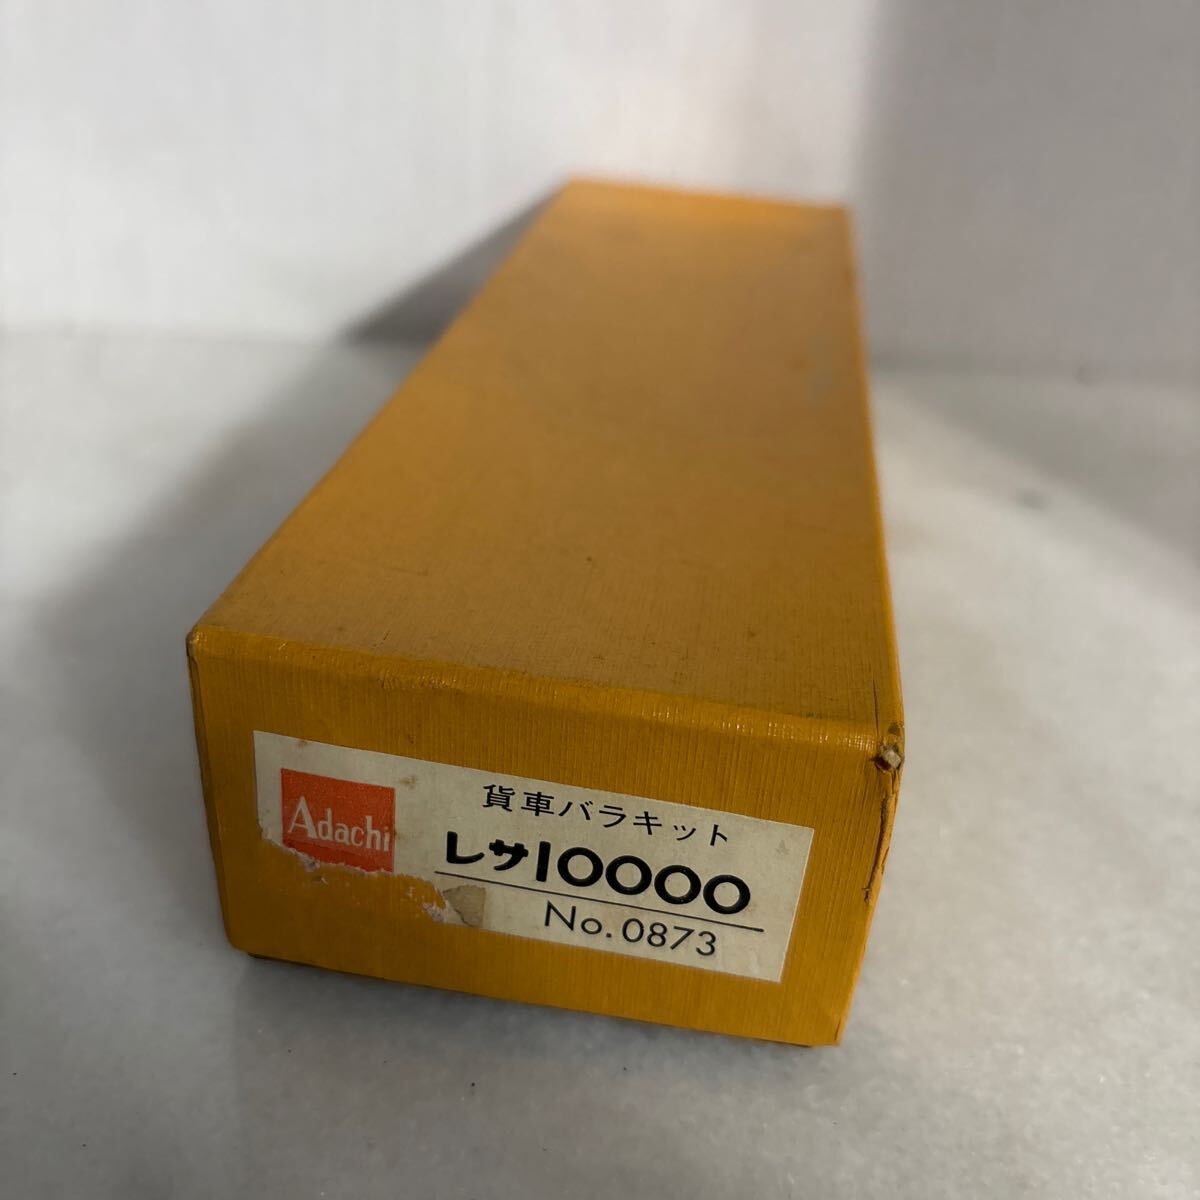 Adachi
貨車バラキット
レサ10000
No.0873